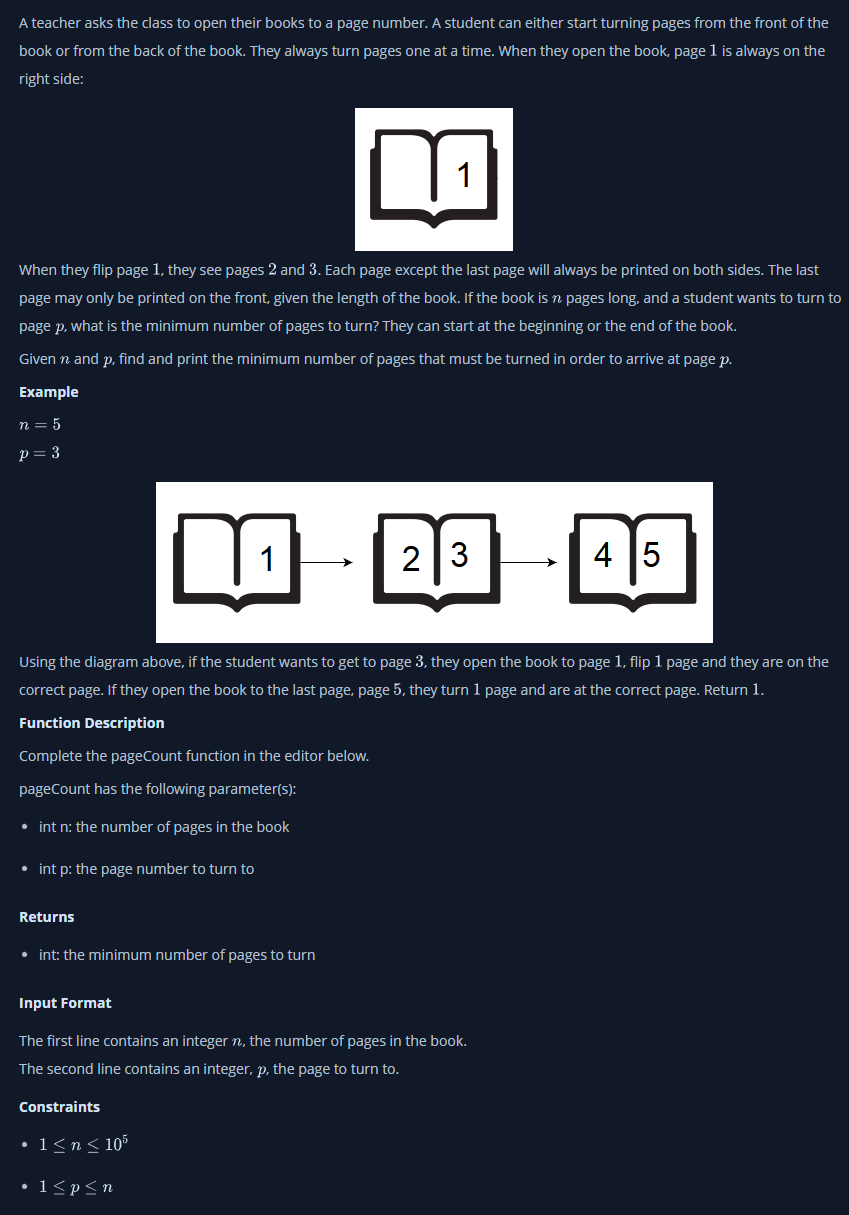 A teacher asks the class to open their books to a page number. A student can either start turning pages from the front of the
book or from the back of the book. They always turn pages one at a time. When they open the book, page 1 is always on the
right side:
1
When they flip page 1, they see pages 2 and 3. Each page except the last page will always be printed on both sides. The last
page may only be printed on the front, given the length of the book. If the book is n pages long, and a student wants to turn to
page p, what is the minimum number of pages to turn? They can start at the beginning or the end of the book.
Given n and p, find and print the minimum number of pages that must be turned in order to arrive at page p.
Example
n = 5
p = 3
1 2 3 4 5
Using the diagram above, if the student wants to get to page 3, they open the book to page 1, flip 1 page and they are on the
correct page. If they open the book to the last page, page 5, they turn 1 page and are at the correct page. Return 1.
Function Description
Complete the pageCount function in the editor below.
pageCount has the following parameter(s):
• int n: the number of pages in the book
• int p: the page number to turn to
Returns
• int: the minimum number of pages to turn
Input Format
The first line contains an integer n, the number of pages in the book.
The second line contains an integer, p, the page to turn to.
Constraints
• 1 ≤ n ≤ 10⁵
• 1 ≤ p ≤ n